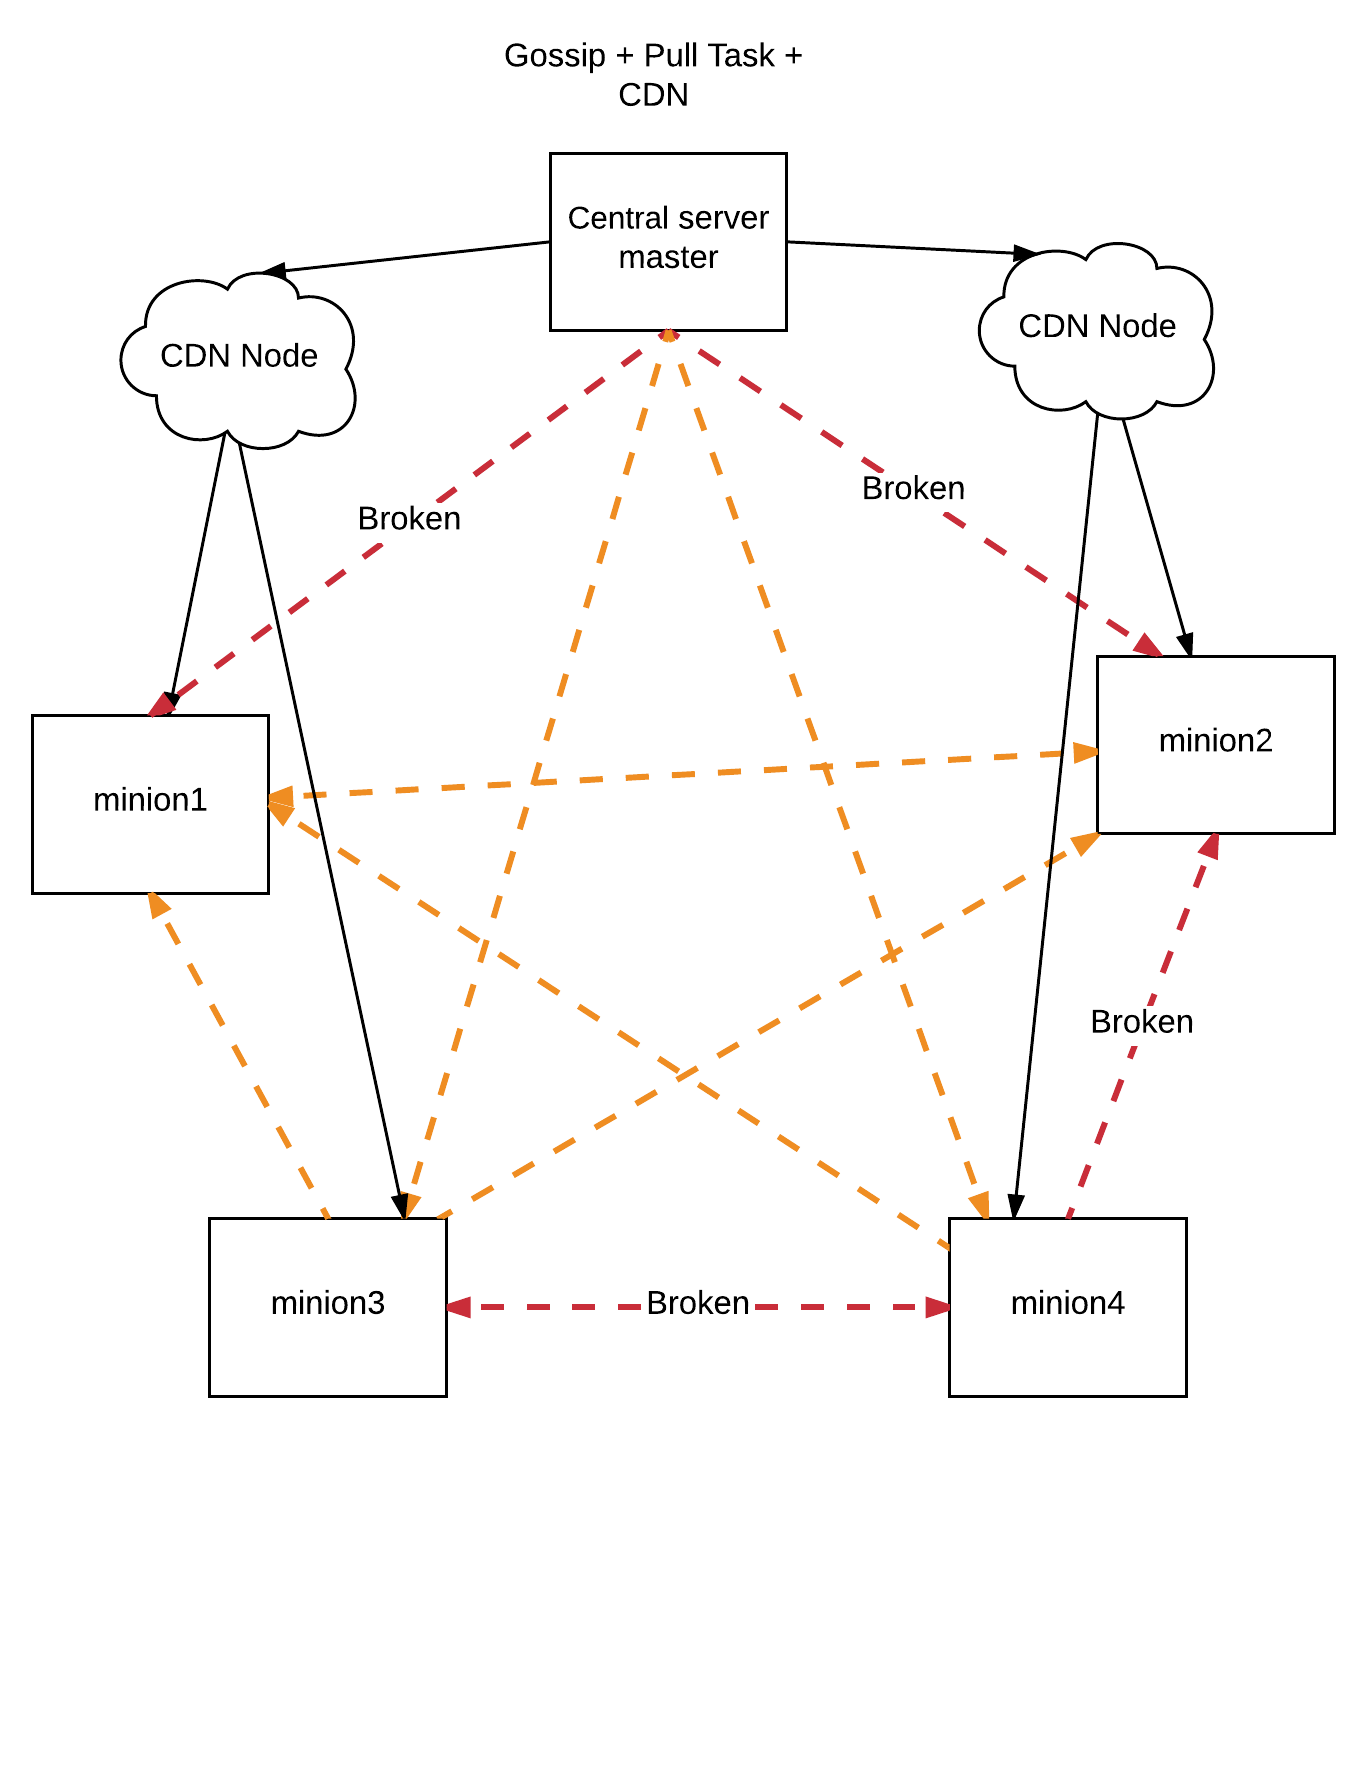 Gossip + Pull Task +
CDN
Central server
master
CDN Node
CDN Node
Broken
Broken
minion2
minion1
Broken
minion3
Broken
minion4